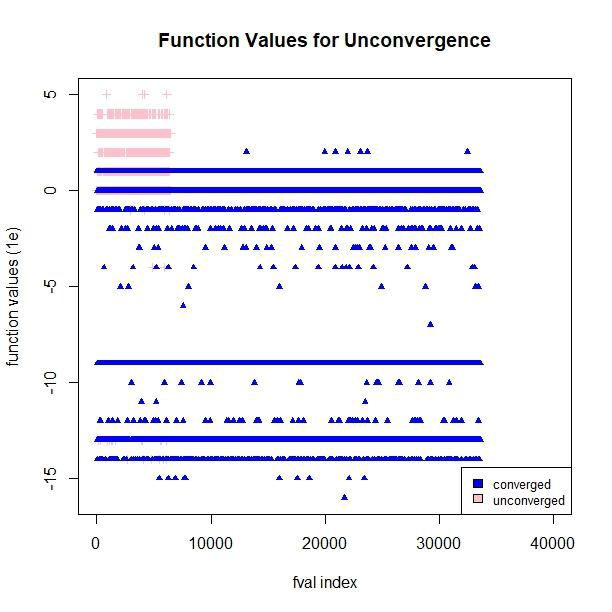 Function Values for Unconvergence
function values (1e)
5
0
-5
-10
-15
converged
unconverged
0 10000 20000 30000 40000
fval index